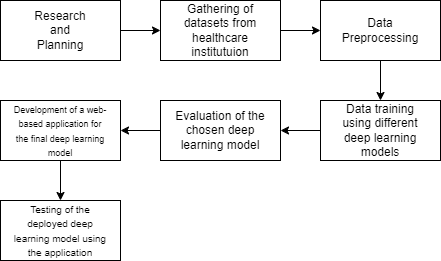 Research
and
Planning
Gathering of
datasets from
healthcare
institutuion
Data
Preprocessing
Data training
using different
deep learning
models
Evaluation of the
chosen deep
learning model
Development of a web-
based application for
the final deep learning
model
Testing of the
deployed deep
learning model using
the application